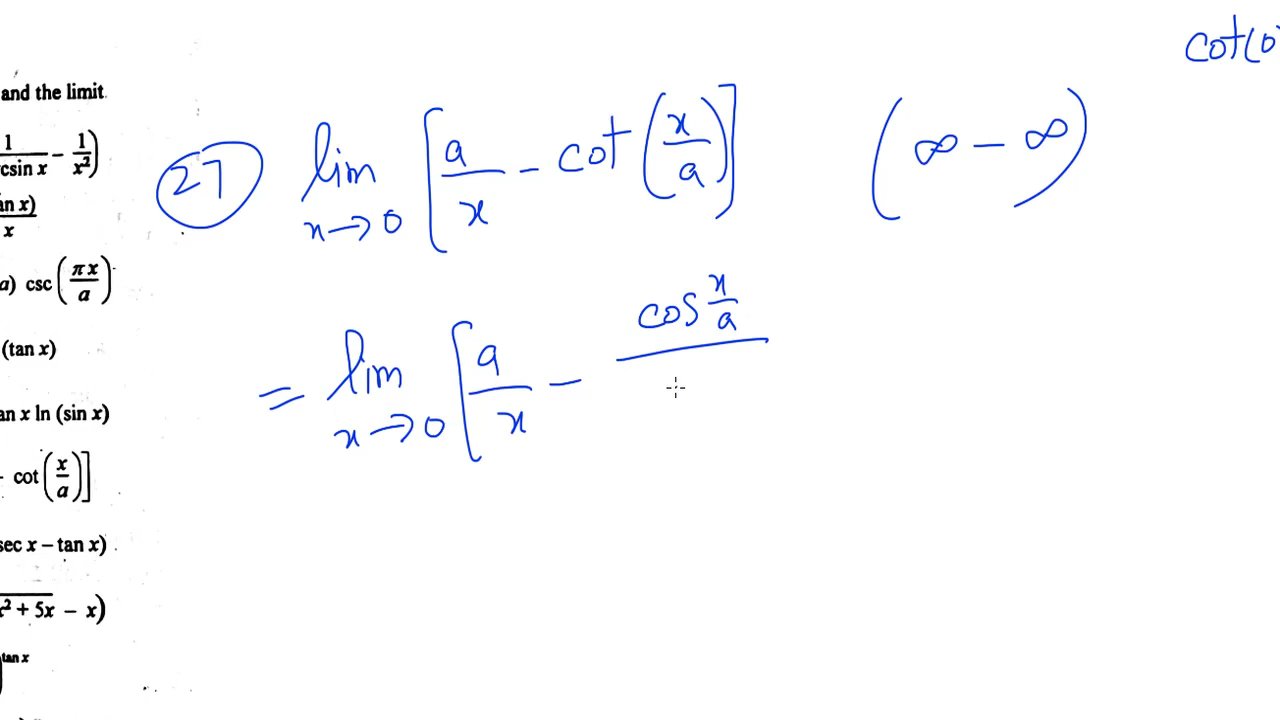 cot(0
and the limit.
1/(csin x − 1/x²)
an x)/x
a) csc (πx/a)
(tan x)
an x ln (sin x)
- cot (x/a)]
sec x – tan x)
x² + 5x – x)
tan x
27 lim x→0 [a/x − cot (x/a)] (∞ − ∞)
= lim x→0 [a/x − cos x/a